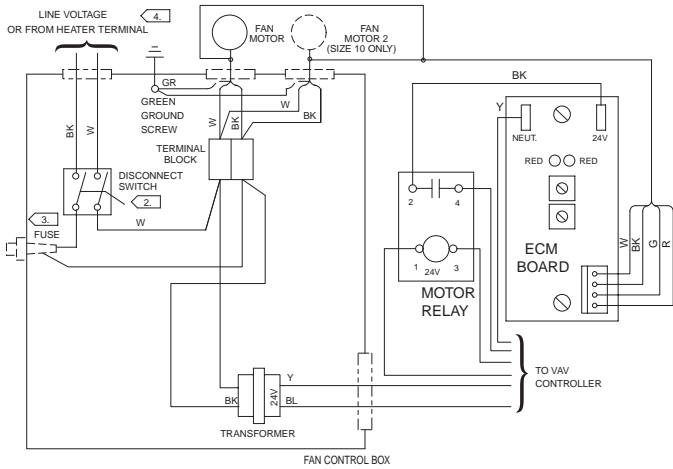 LINE VOLTAGE
OR FROM HEATER TERMINAL
4.
FAN
MOTOR
FAN
MOTOR 2
(SIZE 10 ONLY)
GR
GREEN
GROUND
SCREW
W
BK
BK
W
W
BK
TERMINAL
BLOCK
DISCONNECT
SWITCH
2.
W
3.
FUSE
BK
Y
NEUT.
24V
RED
RED
2
4
1
24V
3
MOTOR
RELAY
ECM
BOARD
W
BK
G
R
TO VAV
CONTROLLER
BK
24V
Y
BL
TRANSFORMER
FAN CONTROL BOX